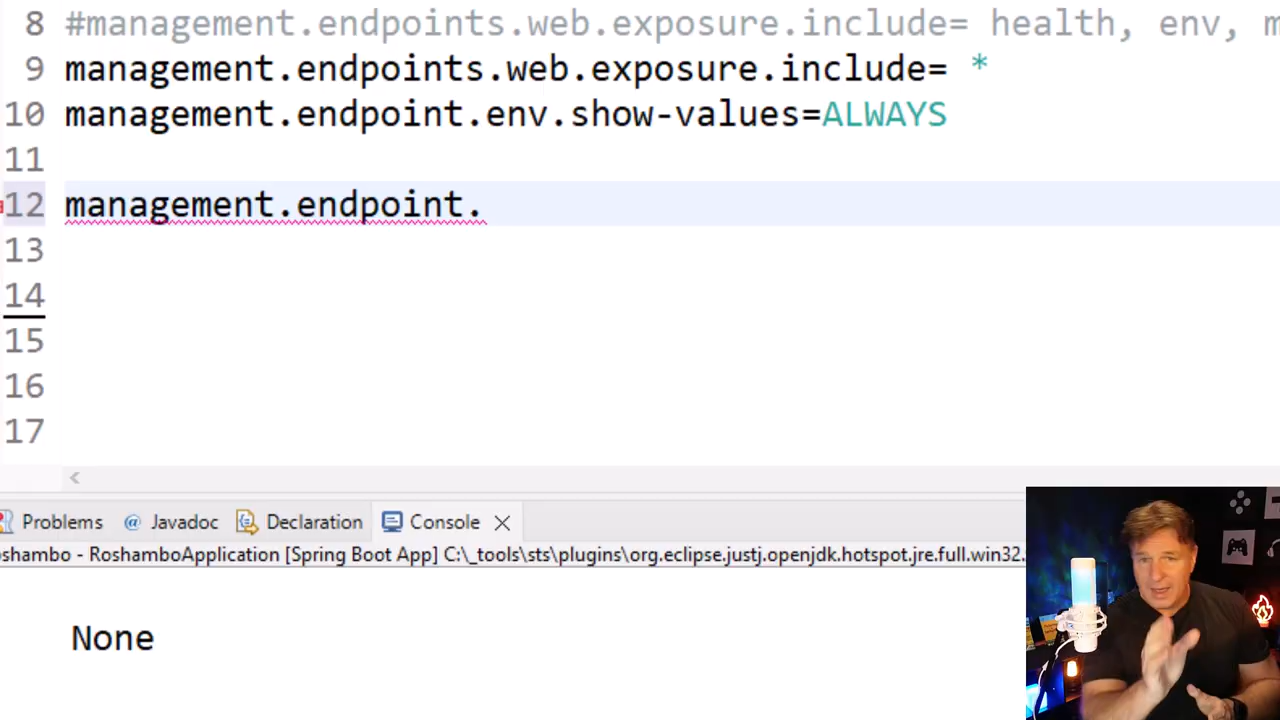 8 #management.endpoints.web.exposure.include= health, env, m
9 management.endpoints.web.exposure.include= *
10 management.endpoint.env.show-values=ALWAYS
11
12 management.endpoint.
13
14
15
16
17
Problems @ Javadoc Declaration Console
oshambo - RoshamboApplication [Spring Boot App] C:\_tools\sts\plugins\org.eclipse.justj.openjdk.hotspot.jre.full.win32.
None